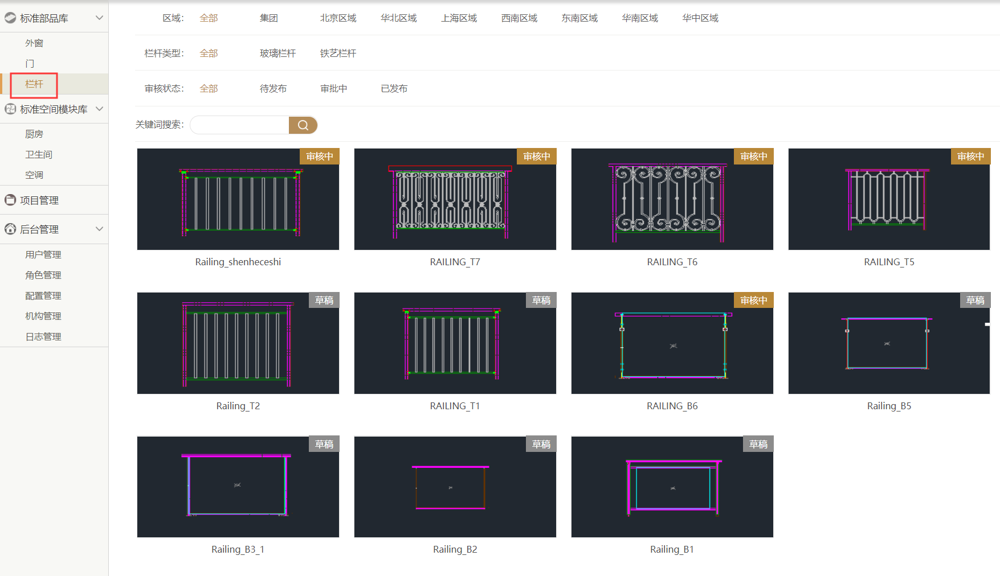 标准部品库
外窗
门
栏杆
标准空间模块库
厨房
卫生间
空调
项目管理
后台管理
用户管理
角色管理
配置管理
机构管理
日志管理
区域： 全部 集团 北京区域 华北区域 上海区域 西南区域 东南区域 华南区域 华中区域
栏杆类型： 全部 玻璃栏杆 铁艺栏杆
审核状态： 全部 待发布 审批中 已发布
关键词搜索：
审核中 审核中 审核中 审核中
Railing_shenheceshi RAILING_T7 RAILING_T6 RAILING_T5
草稿 草稿 审核中 草稿
Railing_T2 RAILING_T1 RAILING_B6 Railing_B5
草稿 草稿 草稿
Railing_B3_1 Railing_B2 Railing_B1